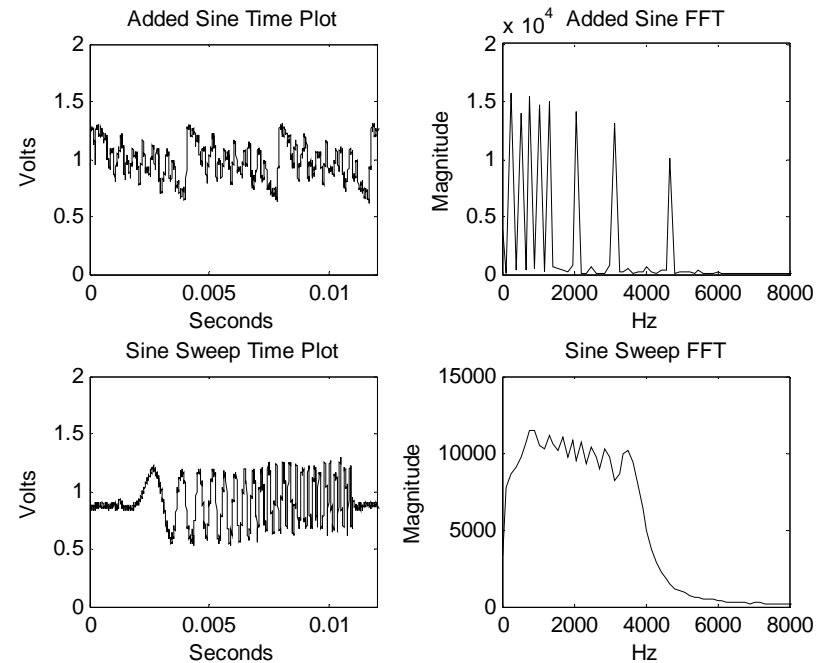 Added Sine Time Plot
2
1.5
1
0.5
0
Volts
0 0.005 0.01
Seconds
x 10^4 Added Sine FFT
2
1.5
1
0.5
0
Magnitude
0 2000 4000 6000 8000
Hz
Sine Sweep Time Plot
2
1.5
1
0.5
0
Volts
0 0.005 0.01
Seconds
Sine Sweep FFT
15000
10000
5000
0
Magnitude
0 2000 4000 6000 8000
Hz